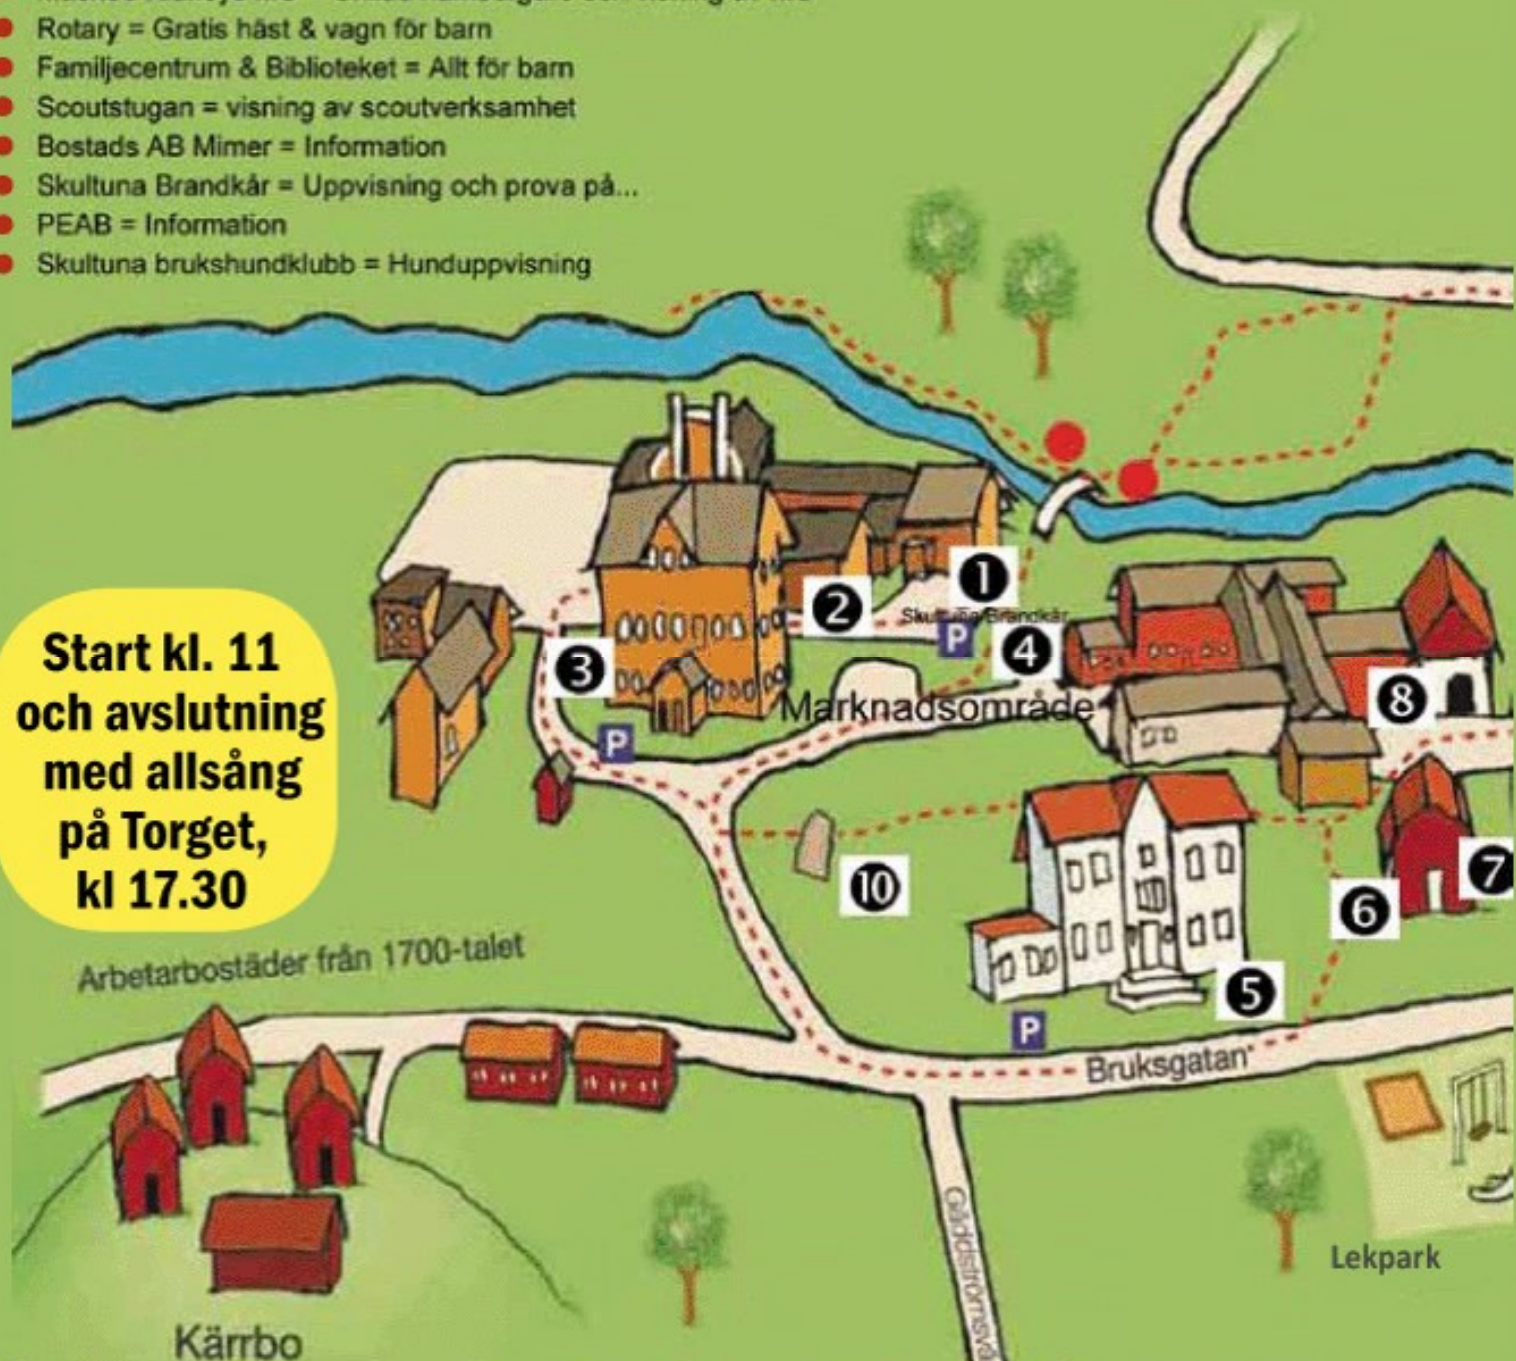 Rotary = Gratis häst & vagn för barn
Familjecentrum & Biblioteket = Allt för barn
Scoutstugan = visning av scoutverksamhet
Bostads AB Mimer = Information
Skultuna Brandkår = Uppvisning och prova på...
PEAB = Information
Skultuna brukshundklubb = Hunduppvisning
1
2
Skultuna Brandkår
P
3
4
Marknadsområde
8
P
Start kl. 11
och avslutning
med allsång
på Torget,
kl 17.30
10
7
6
5
Arbetarbostäder från 1700-talet
P
Bruksgatan
Lekpark
Kärrbo